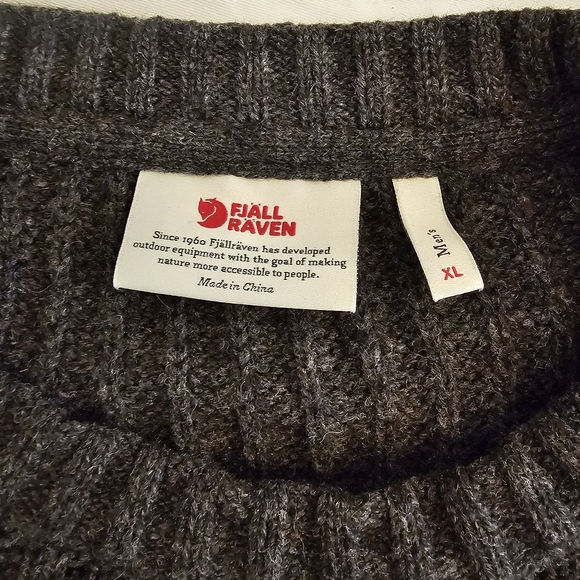 FJÄLL
RÄVEN
Since 1960 Fjällräven has developed
outdoor equipment with the goal of making
nature more accessible to people.
Made in China
Men's
XL